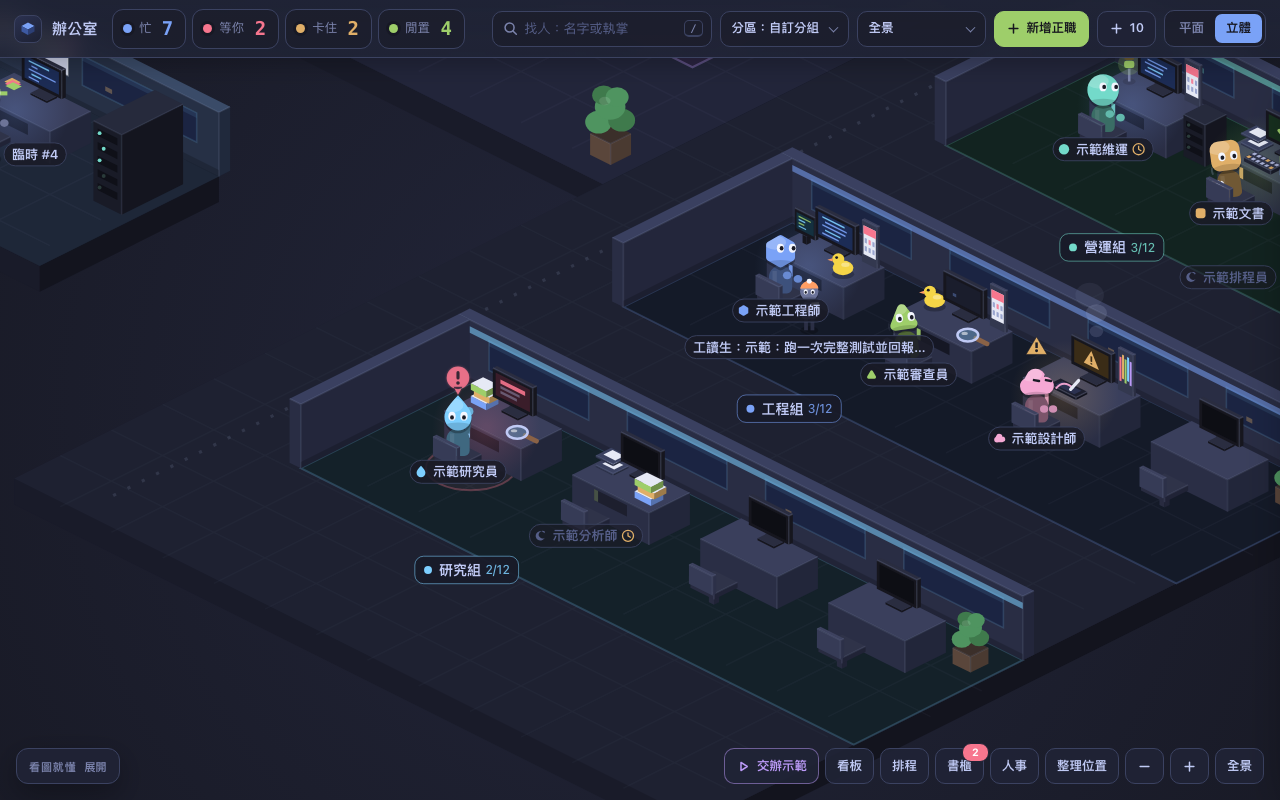 辦公室
忙 7
等你 2
卡住 2
閒置 4
找人：名字或執掌 /
分區：自訂分組
全景
+ 新增正職
+ 10
平面
立體
臨時 #4
示範維運
示範文書
營運組 3/12
示範排程員
示範工程師
工讀生：示範：跑一次完整測試並回報…
示範審查員
工程組 3/12
示範設計師
示範研究員
示範分析師
研究組 2/12
看圖就懂 展開
交辦示範
看板
排程
書櫃 2
人事
整理位置
−
+
全景